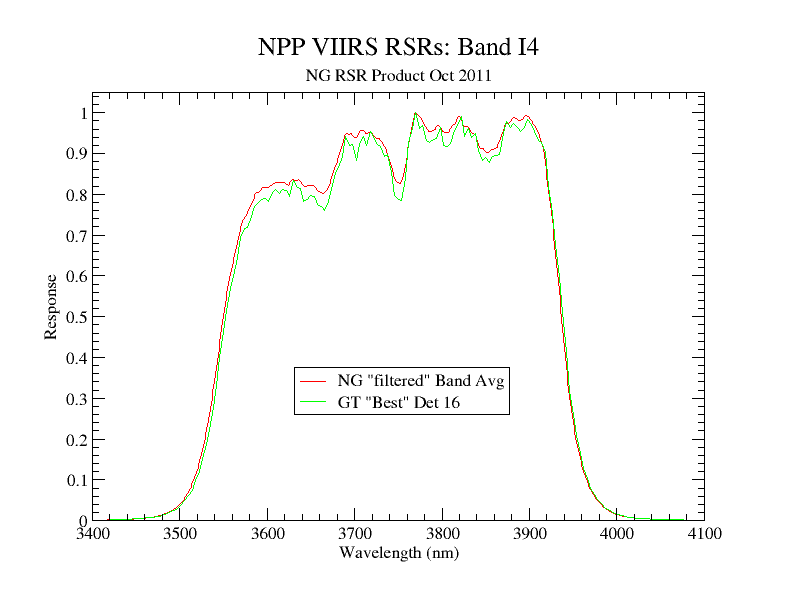 NPP VIIRS RSRs: Band I4
NG RSR Product Oct 2011
1
0.9
0.8
0.7
0.6
0.5
0.4
0.3
0.2
0.1
0
Response
NG "filtered" Band Avg
GT "Best" Det 16
3400 3500 3600 3700 3800 3900 4000 4100
Wavelength (nm)